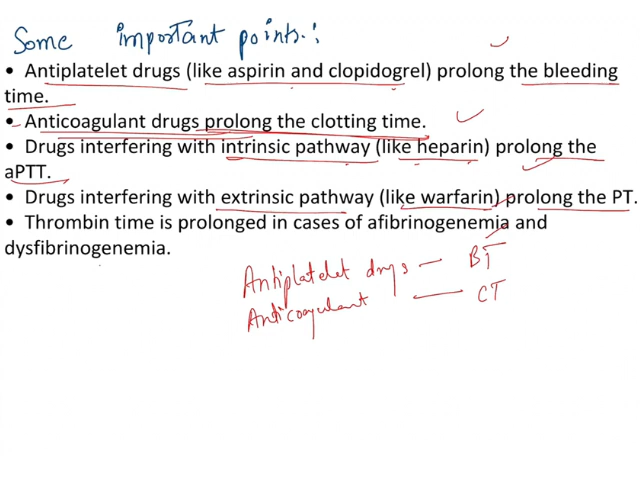 Some important points:
• Antiplatelet drugs (like aspirin and clopidogrel) prolong the bleeding
time.
• Anticoagulant drugs prolong the clotting time.
• Drugs interfering with intrinsic pathway (like heparin) prolong the
aPTT.
• Drugs interfering with extrinsic pathway (like warfarin) prolong the PT.
• Thrombin time is prolonged in cases of afibrinogenemia and
dysfibrinogenemia.
Antiplatelet drugs — BT
Anticoagulant — CT